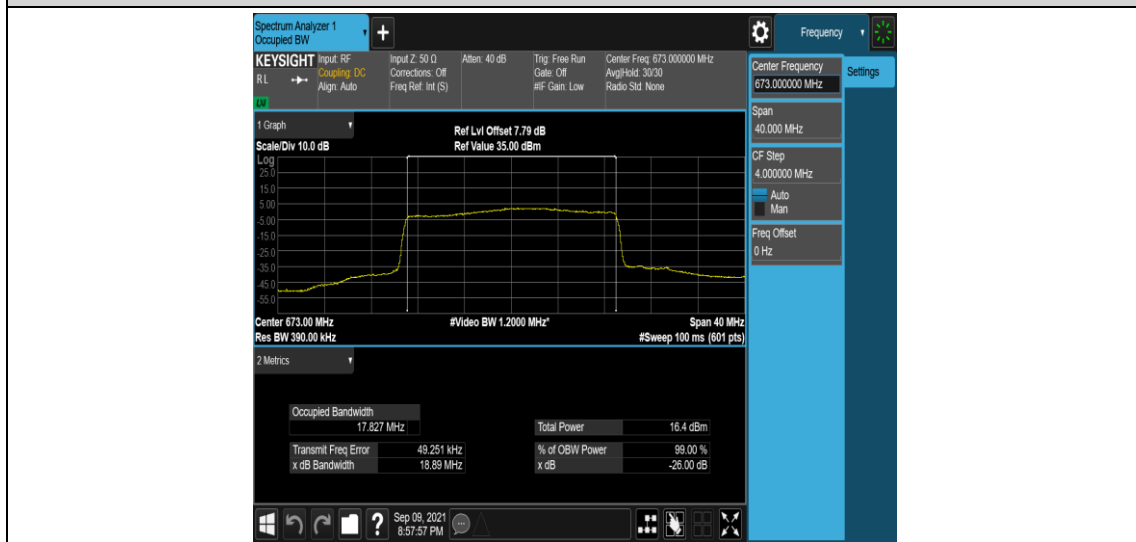 Spectrum Analyzer 1
Occupied BW
+
Frequency
KEYSIGHT Input: RF Input Z: 50 Ω Atten: 40 dB Trig: Free Run Center Freq: 673.000000 MHz
RL Coupling: DC Corrections: Off Gate: Off Avg|Hold: 30/30
Align: Auto Freq Ref: Int (S) #IF Gain: Low Radio Std: None
LXI
Center Frequency
673.000000 MHz
Settings
Span
40.000 MHz
CF Step
4.000000 MHz
Auto
Man
Freq Offset
0 Hz
1 Graph
Ref Lvl Offset 7.79 dB
Scale/Div 10.0 dB Ref Value 35.00 dBm
Log
25.0
15.0
5.00
-5.00
-15.0
-25.0
-35.0
-45.0
-55.0
Center 673.00 MHz #Video BW 1.2000 MHz* Span 40 MHz
Res BW 390.00 kHz #Sweep 100 ms (601 pts)
2 Metrics
Occupied Bandwidth
17.827 MHz Total Power 16.4 dBm
Transmit Freq Error 49.251 kHz % of OBW Power 99.00 %
x dB Bandwidth 18.89 MHz x dB -26.00 dB
? Sep 09, 2021
8:57:57 PM